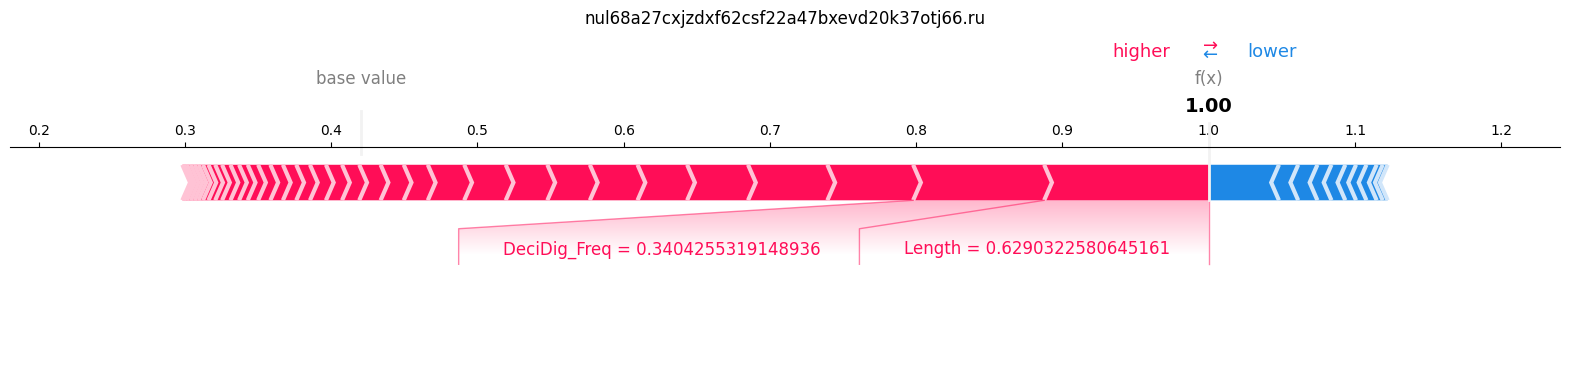 nul68a27cxjzdxf62csf22a47bxevd20k37otj66.ru
higher → ← lower
base value f(x)
1.00
0.2 0.3 0.4 0.5 0.6 0.7 0.8 0.9 1.0 1.1 1.2
DeciDig_Freq = 0.3404255319148936 Length = 0.6290322580645161